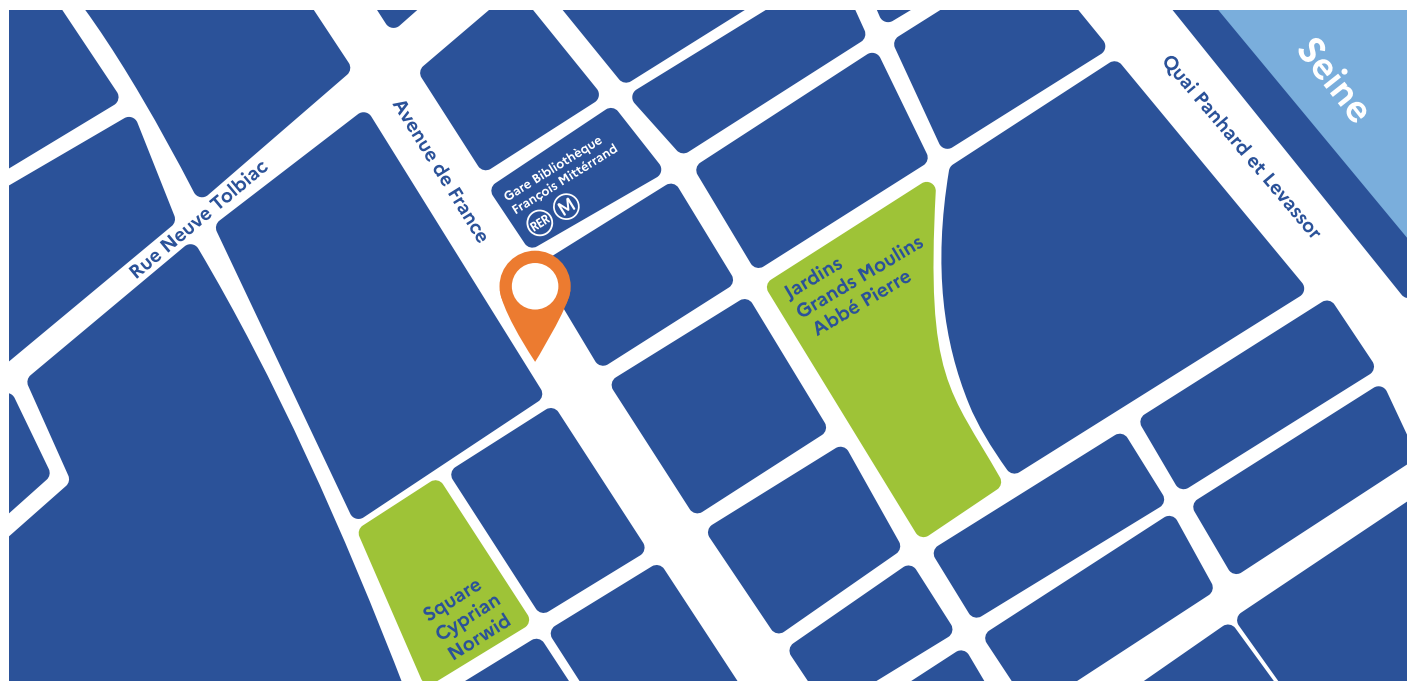 Seine
Quai Panhard et Levassor
Avenue de France
Gare Bibliothèque
François Mittérrand
RER M
Rue Neuve Tolbiac
Jardins
Grands Moulins
Abbé Pierre
Square
Cyprian
Norwid